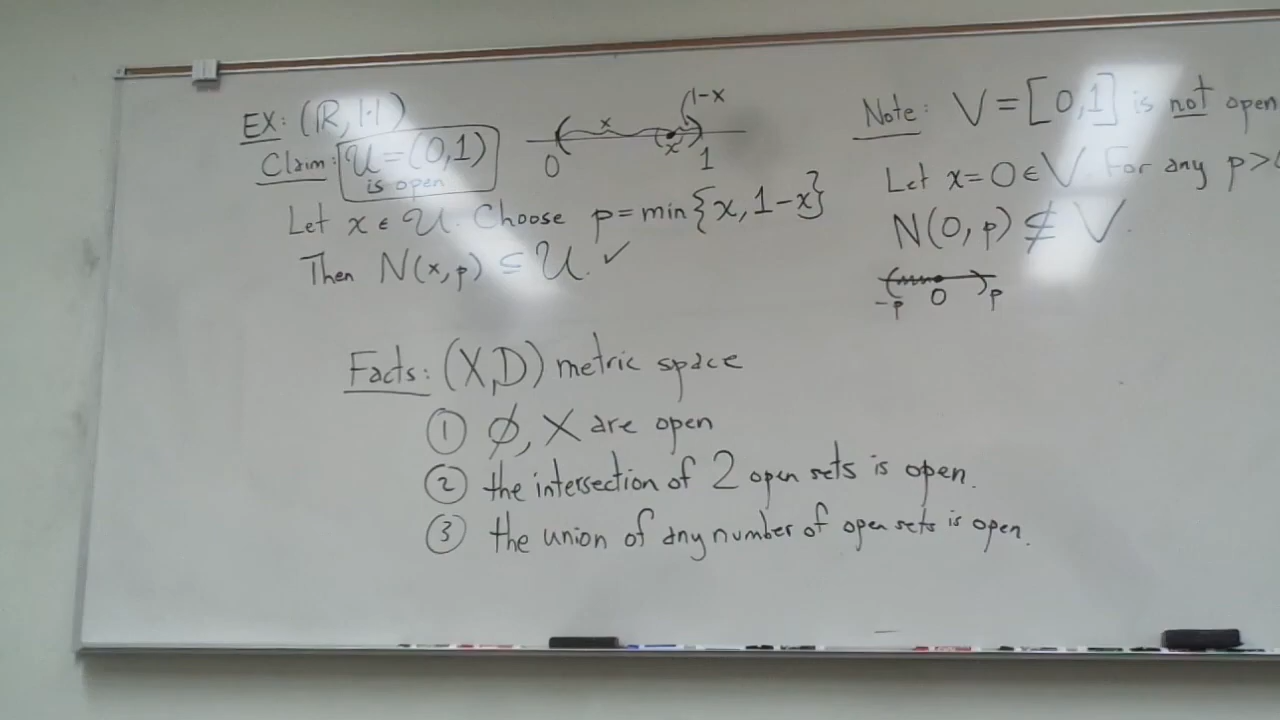 EX: (ℝ, |·|)
Claim: 𝒰 = (0,1)
is open
Let x ∈ 𝒰. Choose p = min{x, 1-x}
Then N(x,p) ⊆ 𝒰. ✓
x
1-x
0
x
1
Note: V = [0,1] is not open
Let x=0 ∈ V. For any p>
N(0,p) ⊈ V.
-p 0 p
Facts: (X,D) metric space
① ∅, X are open
② the intersection of 2 open sets is open.
③ the union of any number of open sets is open.